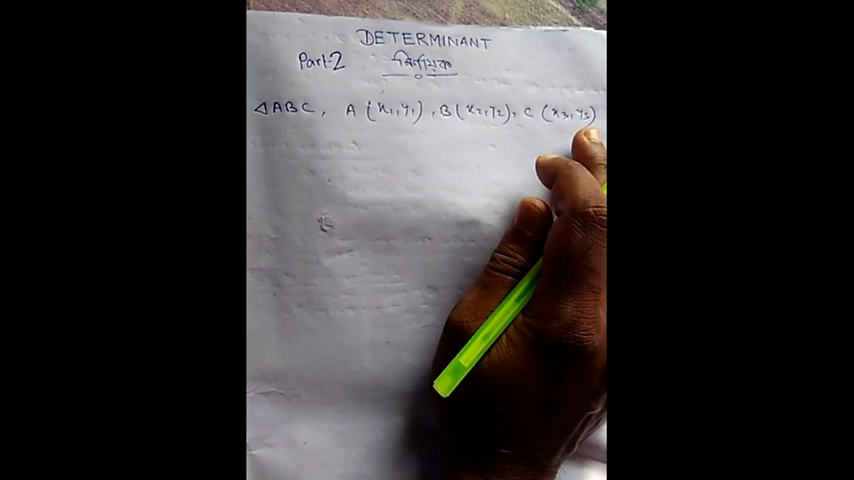 DETERMINANT
Part-2 নির্ণায়ক
△ABC, A (x₁, y₁), B (x₂, y₂), C (x₃, y₃)